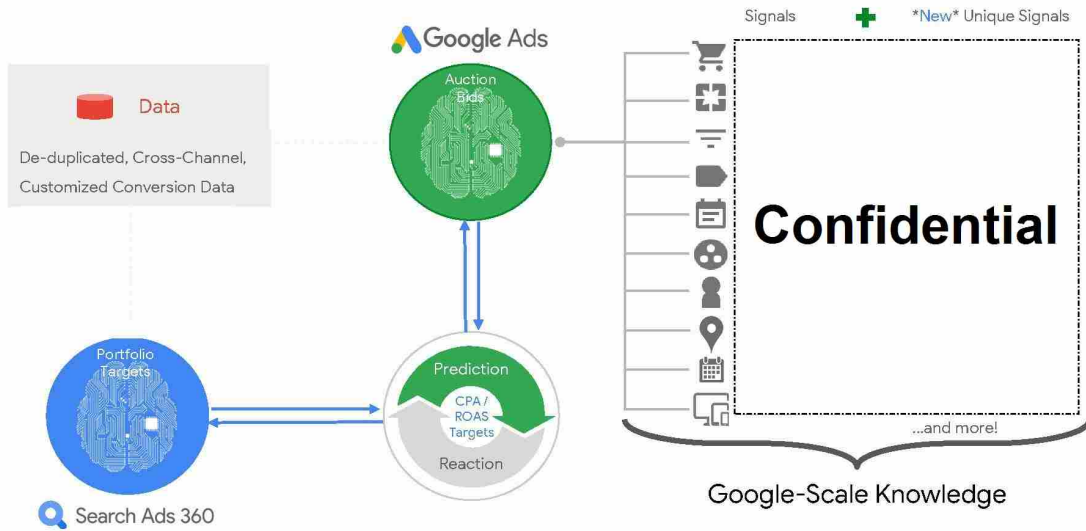 Signals
*New* Unique Signals
Google Ads
Auction
Bids
Data
De-duplicated, Cross-Channel,
Customized Conversion Data
Confidential
Portfolio
Targets
Prediction
CPA /
ROAS
Targets
Reaction
...and more!
Google-Scale Knowledge
Search Ads 360